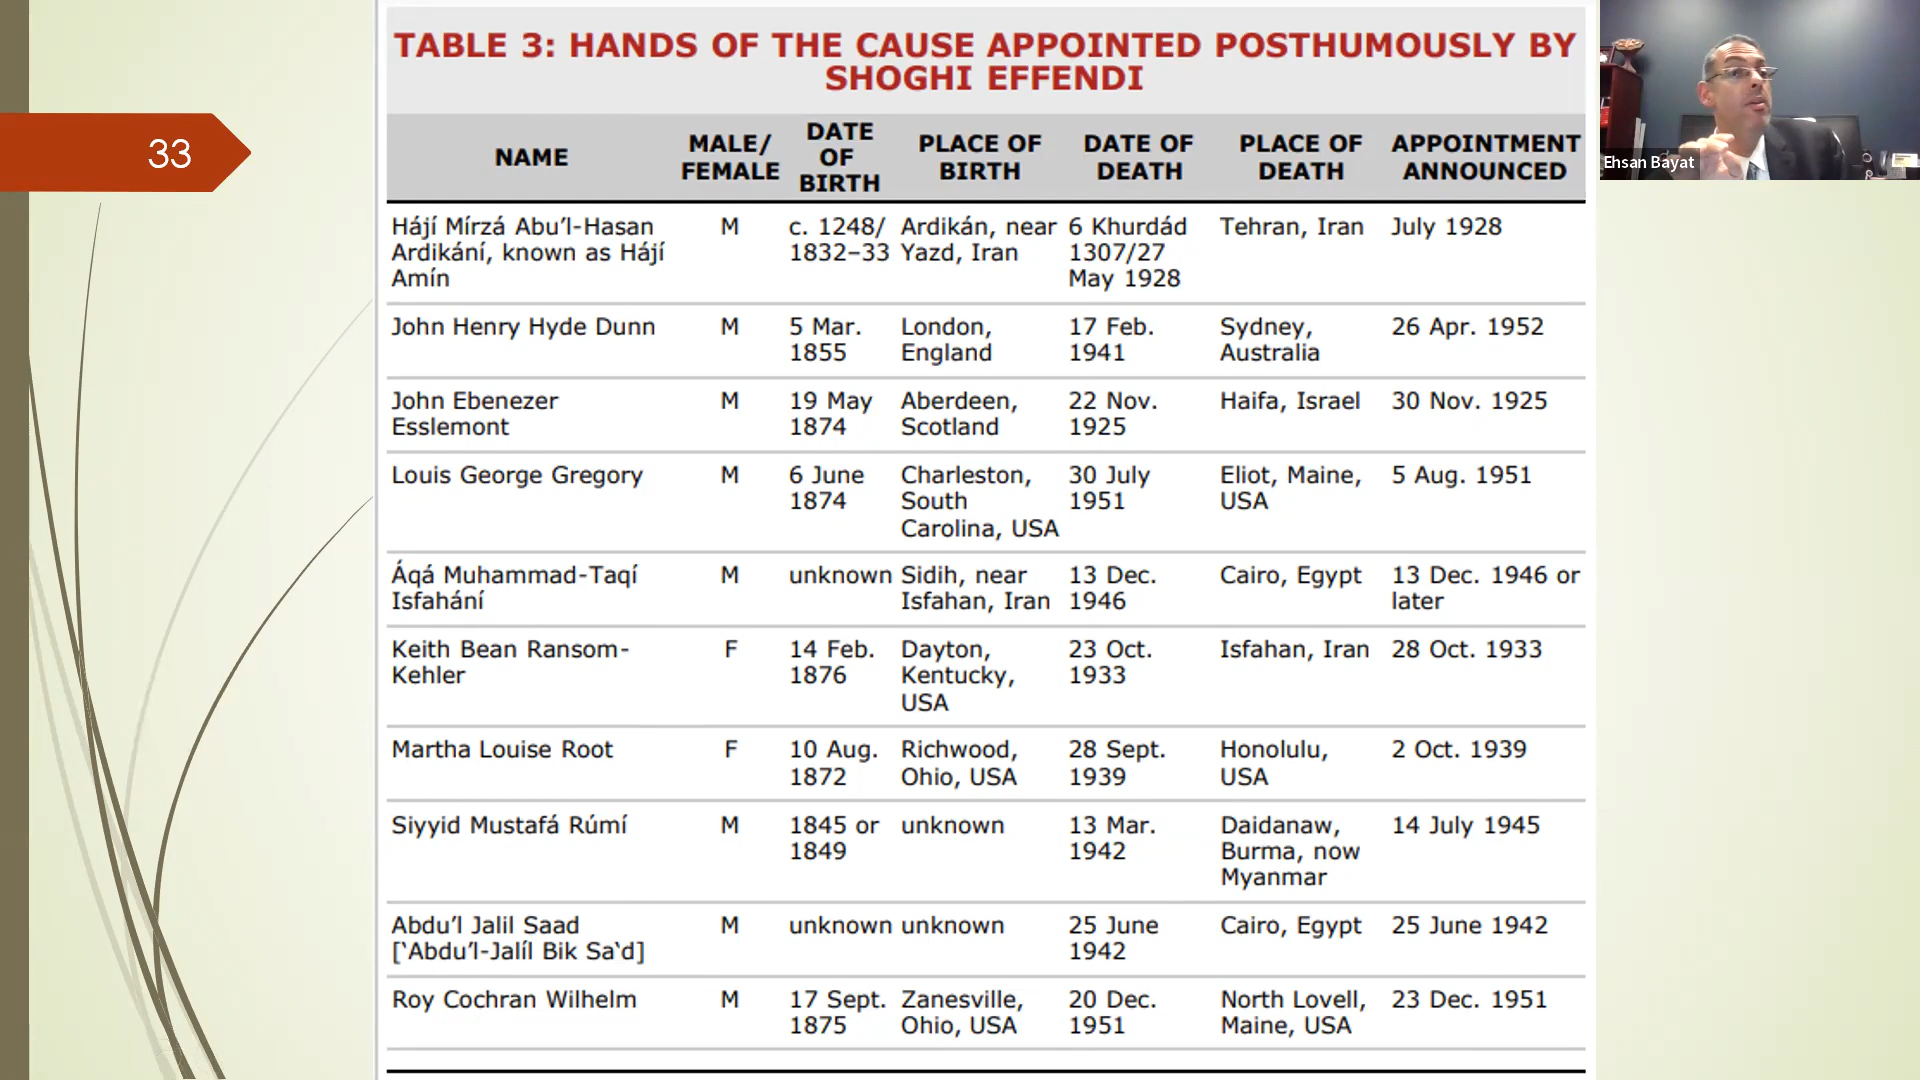 33
TABLE 3: HANDS OF THE CAUSE APPOINTED POSTHUMOUSLY BY
SHOGHI EFFENDI
NAME
MALE/
FEMALE
DATE
OF
BIRTH
PLACE OF
BIRTH
DATE OF
DEATH
PLACE OF
DEATH
APPOINTMENT
ANNOUNCED
Hájí Mírzá Abu’l-Hasan
Ardikání, known as Hájí
Amín
M
c. 1248/
1832–33
Ardikán, near
Yazd, Iran
6 Khurdád
1307/27
May 1928
Tehran, Iran
July 1928
John Henry Hyde Dunn
M
5 Mar.
1855
London,
England
17 Feb.
1941
Sydney,
Australia
26 Apr. 1952
John Ebenezer
Esslemont
M
19 May
1874
Aberdeen,
Scotland
22 Nov.
1925
Haifa, Israel
30 Nov. 1925
Louis George Gregory
M
6 June
1874
Charleston,
South
Carolina, USA
30 July
1951
Eliot, Maine,
USA
5 Aug. 1951
Áqá Muhammad-Taqí
Isfahání
M
unknown
Sidih, near
Isfahan, Iran
13 Dec.
1946
Cairo, Egypt
13 Dec. 1946 or
later
Keith Bean Ransom-
Kehler
F
14 Feb.
1876
Dayton,
Kentucky,
USA
23 Oct.
1933
Isfahan, Iran
28 Oct. 1933
Martha Louise Root
F
10 Aug.
1872
Richwood,
Ohio, USA
28 Sept.
1939
Honolulu,
USA
2 Oct. 1939
Siyyid Mustafá Rúmí
M
1845 or
1849
unknown
13 Mar.
1942
Daidanaw,
Burma, now
Myanmar
14 July 1945
Abdu’l Jalil Saad
[‘Abdu’l-Jalíl Bik Sa‘d]
M
unknown
unknown
25 June
1942
Cairo, Egypt
25 June 1942
Roy Cochran Wilhelm
M
17 Sept.
1875
Zanesville,
Ohio, USA
20 Dec.
1951
North Lovell,
Maine, USA
23 Dec. 1951
Ehsan Bayat